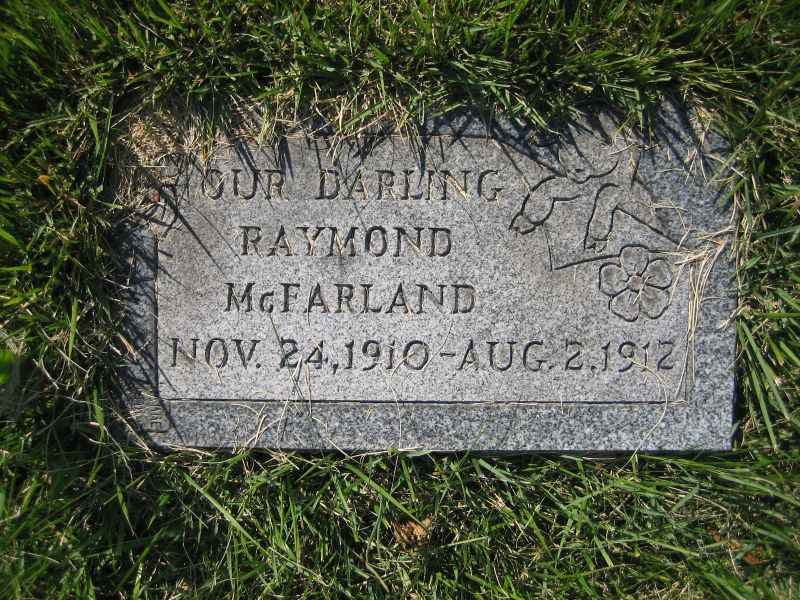 OUR DARLING
RAYMOND
McFARLAND
NOV. 24, 1910 - AUG. 2, 1912